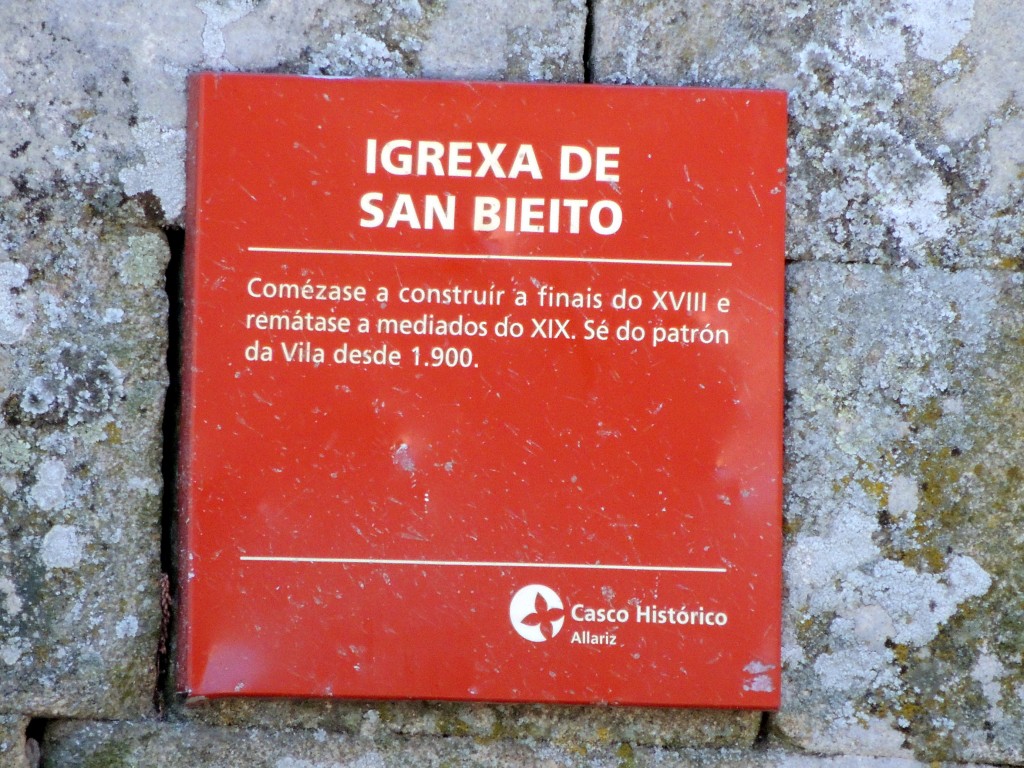 IGREXA DE
SAN BIEITO
Comézase a construír a finais do XVIII e
remátase a mediados do XIX. Sé do patrón
da Vila desde 1.900.
Casco Histórico
Allariz